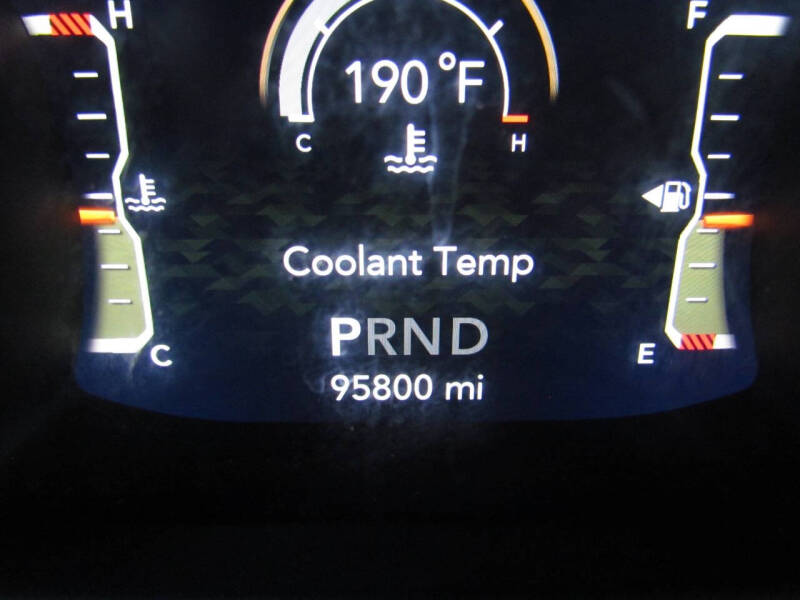 H
F
190 °F
C
H
Coolant Temp
PRND
C
E
95800 mi